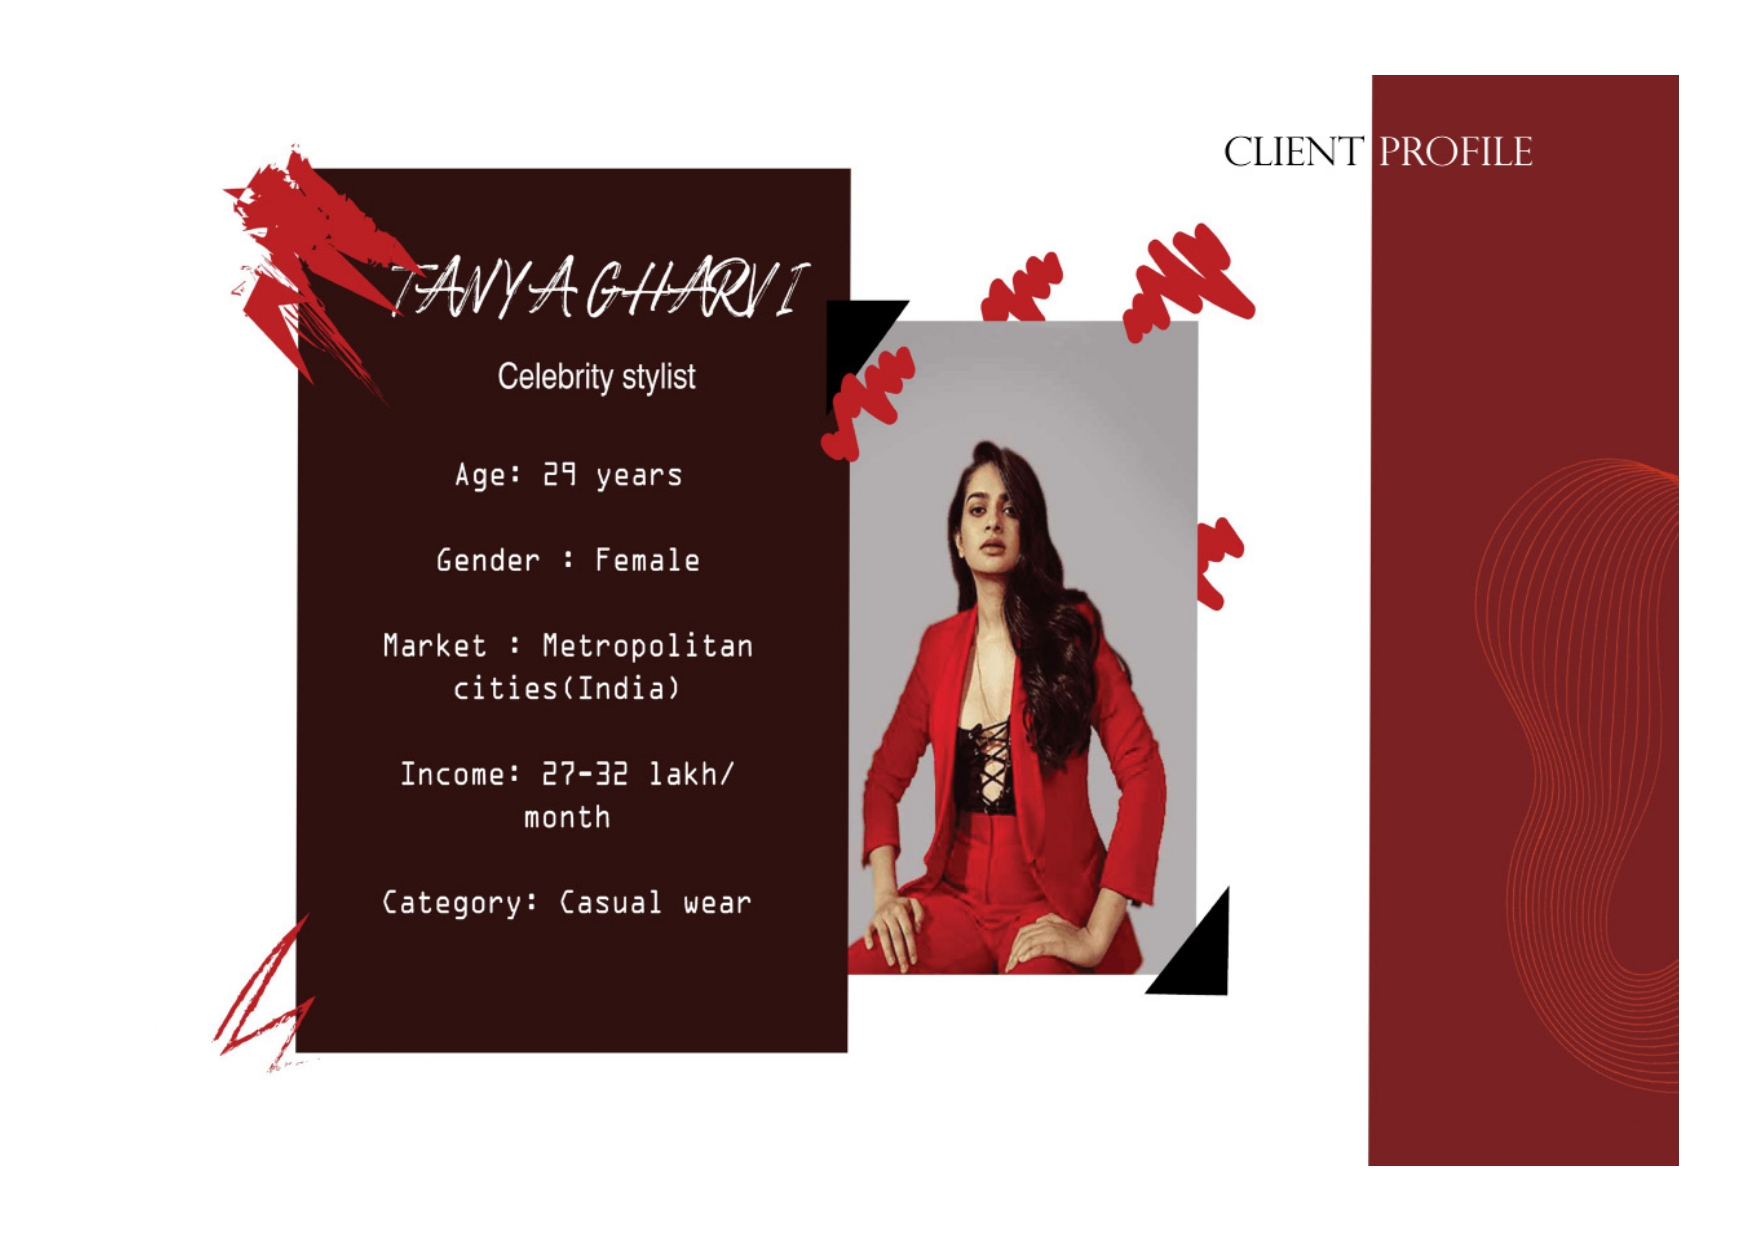 CLIENT PROFILE
TANYA GHARVI
Celebrity stylist
Age: 29 years
Gender : Female
Market : Metropolitan
cities(India)
Income: 27-32 lakh/
month
Category: Casual wear